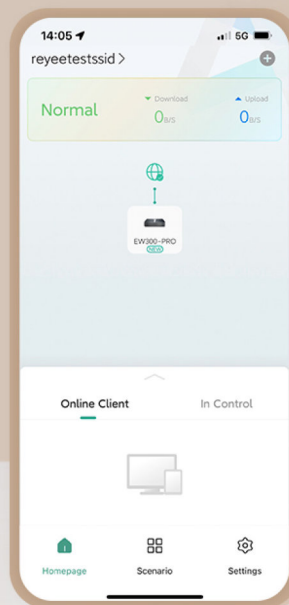 14:05
5G
reyeetestssid >
Normal
Download
0B/S
Upload
0B/S
EW300-PRO
Online Client
In Control
Homepage
Scenario
Settings